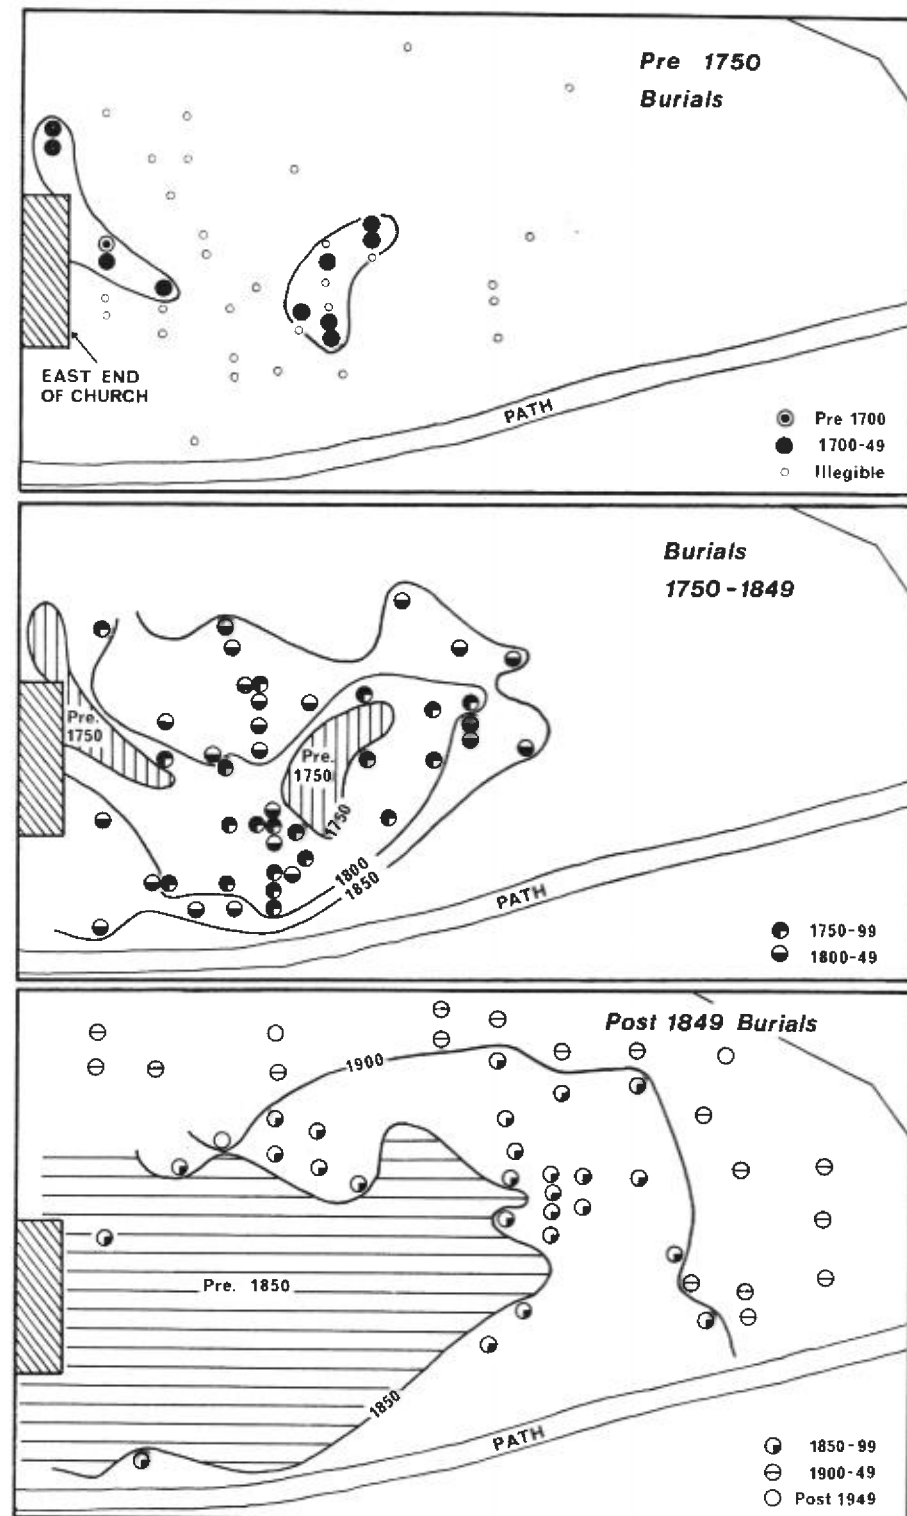 Pre 1750
Burials
EAST END
OF CHURCH
PATH
Pre 1700
1700-49
Illegible
Burials
1750-1849
Pre.
1750
Pre.
1750
1750
1800
1850
PATH
1750-99
1800-49
Post 1849 Burials
1900
Pre. 1850
1850
PATH
1850-99
1900-49
Post 1949